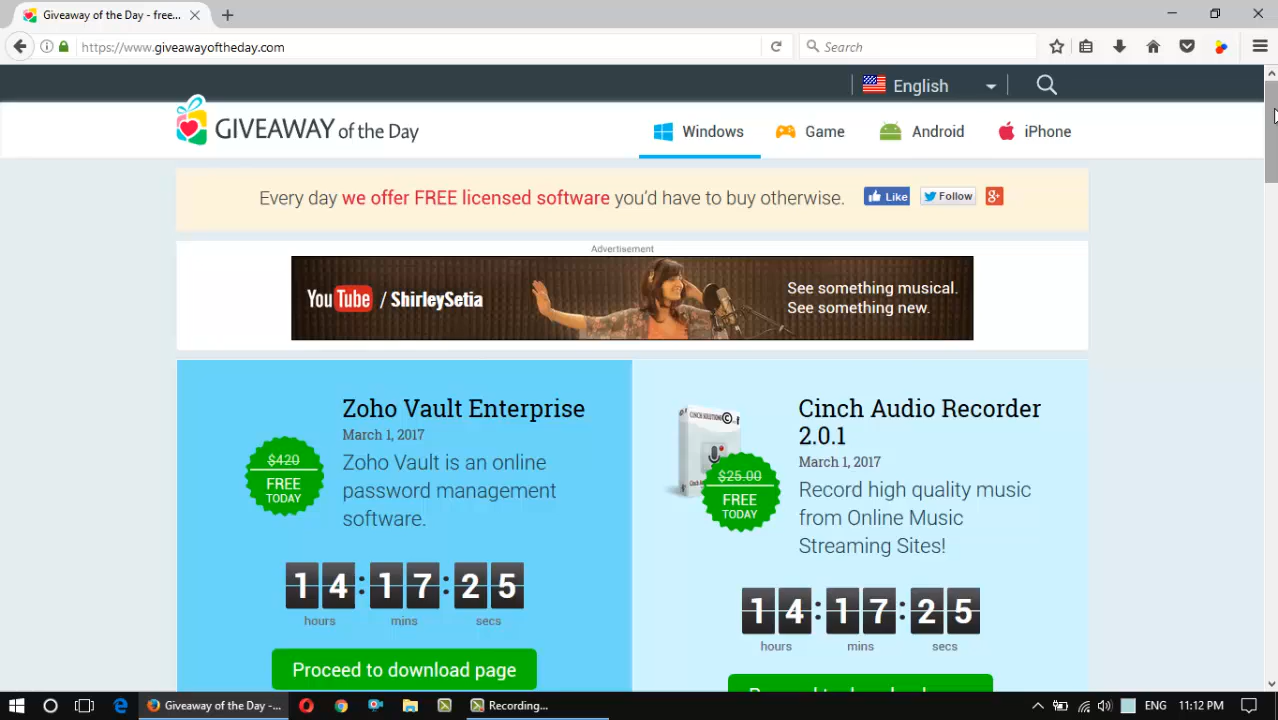 Giveaway of the Day - free...
https://www.giveawayoftheday.com
Search
English
GIVEAWAY of the Day
Windows
Game
Android
iPhone
Every day we offer FREE licensed software you'd have to buy otherwise.
Like
Follow
Advertisement
YouTube / ShirleySetia
See something musical.
See something new.
Zoho Vault Enterprise
March 1, 2017
$420
FREE
TODAY
Zoho Vault is an online
password management
software.
14:17:25
hours mins secs
Proceed to download page
Cinch Audio Recorder
2.0.1
March 1, 2017
$25.00
FREE
TODAY
Record high quality music
from Online Music
Streaming Sites!
14:17:25
hours mins secs
Giveaway of the Day -...
Recording...
ENG
11:12 PM